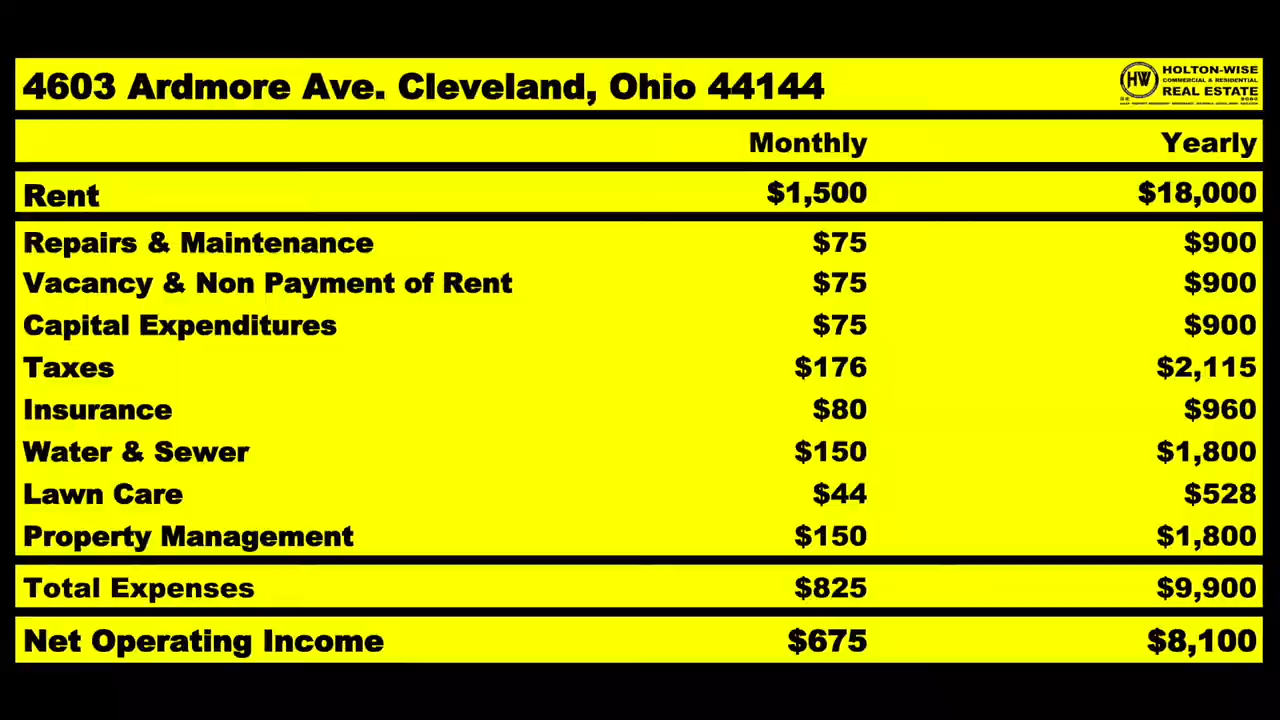 4603 Ardmore Ave. Cleveland, Ohio 44144
HW
HOLTON-WISE
COMMERCIAL & RESIDENTIAL
REAL ESTATE
Monthly Yearly
Rent $1,500 $18,000
Repairs & Maintenance $75 $900
Vacancy & Non Payment of Rent $75 $900
Capital Expenditures $75 $900
Taxes $176 $2,115
Insurance $80 $960
Water & Sewer $150 $1,800
Lawn Care $44 $528
Property Management $150 $1,800
Total Expenses $825 $9,900
Net Operating Income $675 $8,100